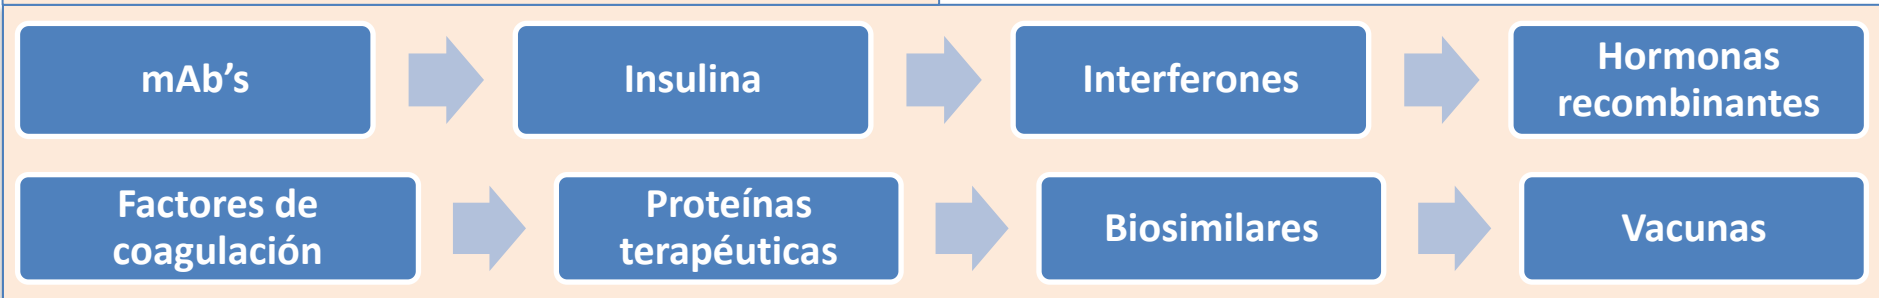 mAb’s
Insulina
Interferones
Hormonas
recombinantes
Factores de
coagulación
Proteínas
terapéuticas
Biosimilares
Vacunas